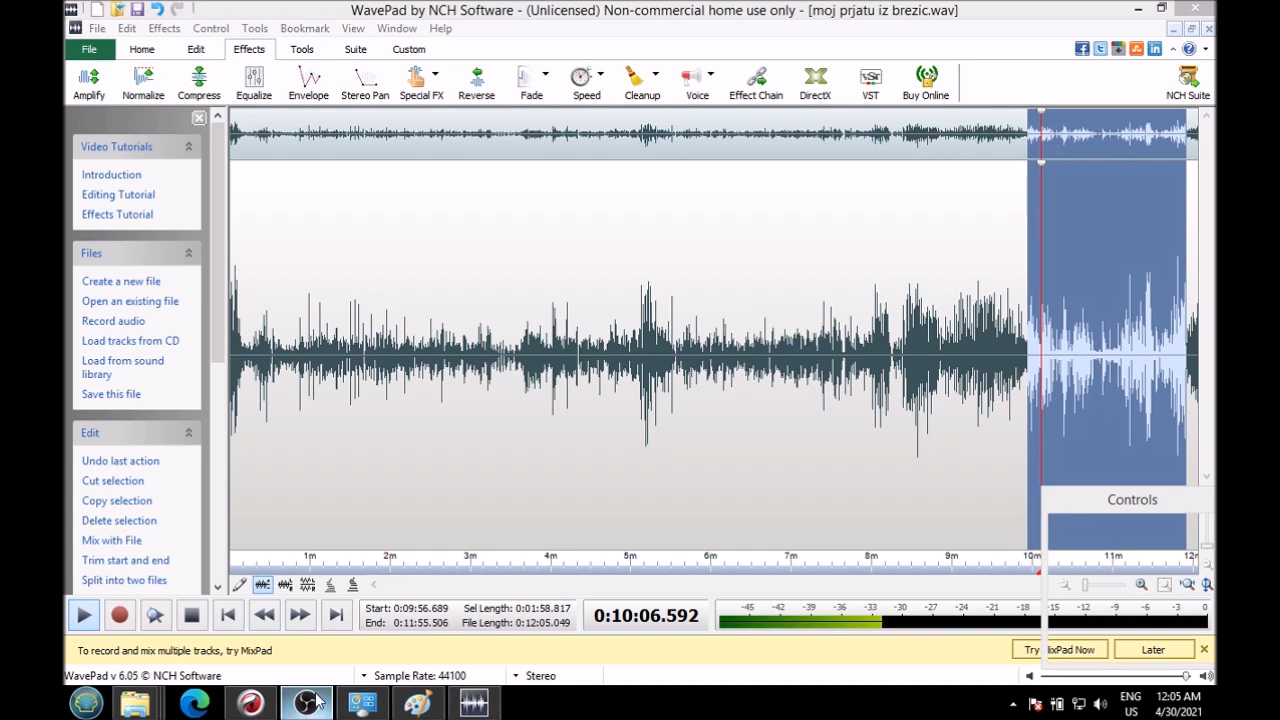 WavePad by NCH Software - (Unlicensed) Non-commercial home use only - [moj prjatu iz brezic.wav]
File Edit Effects Control Tools Bookmark View Window Help
File Home Edit Effects Tools Suite Custom
Amplify Normalize Compress Equalize Envelope Stereo Pan Special FX Reverse Fade Speed Cleanup Voice Effect Chain DirectX VST Buy Online NCH Suite
Video Tutorials
Introduction
Editing Tutorial
Effects Tutorial
Files
Create a new file
Open an existing file
Record audio
Load tracks from CD
Load from sound
library
Save this file
Edit
Undo last action
Cut selection
Copy selection
Delete selection
Mix with File
Trim start and end
Split into two files
Controls
1m 2m 3m 4m 5m 6m 7m 8m 9m 10m 11m 12m
Start: 0:09:56.689 Sel Length: 0:01:58.817
End: 0:11:55.506 File Length: 0:12:05.049
0:10:06.592
-45 -42 -39 -36 -33 -30 -27 -24 -21 -18 -15 -12 -9 -6 -3 0
To record and mix multiple tracks, try MixPad
Try MixPad Now Later
WavePad v 6.05 © NCH Software Sample Rate: 44100 Stereo
ENG 12:05 AM
US 4/30/2021